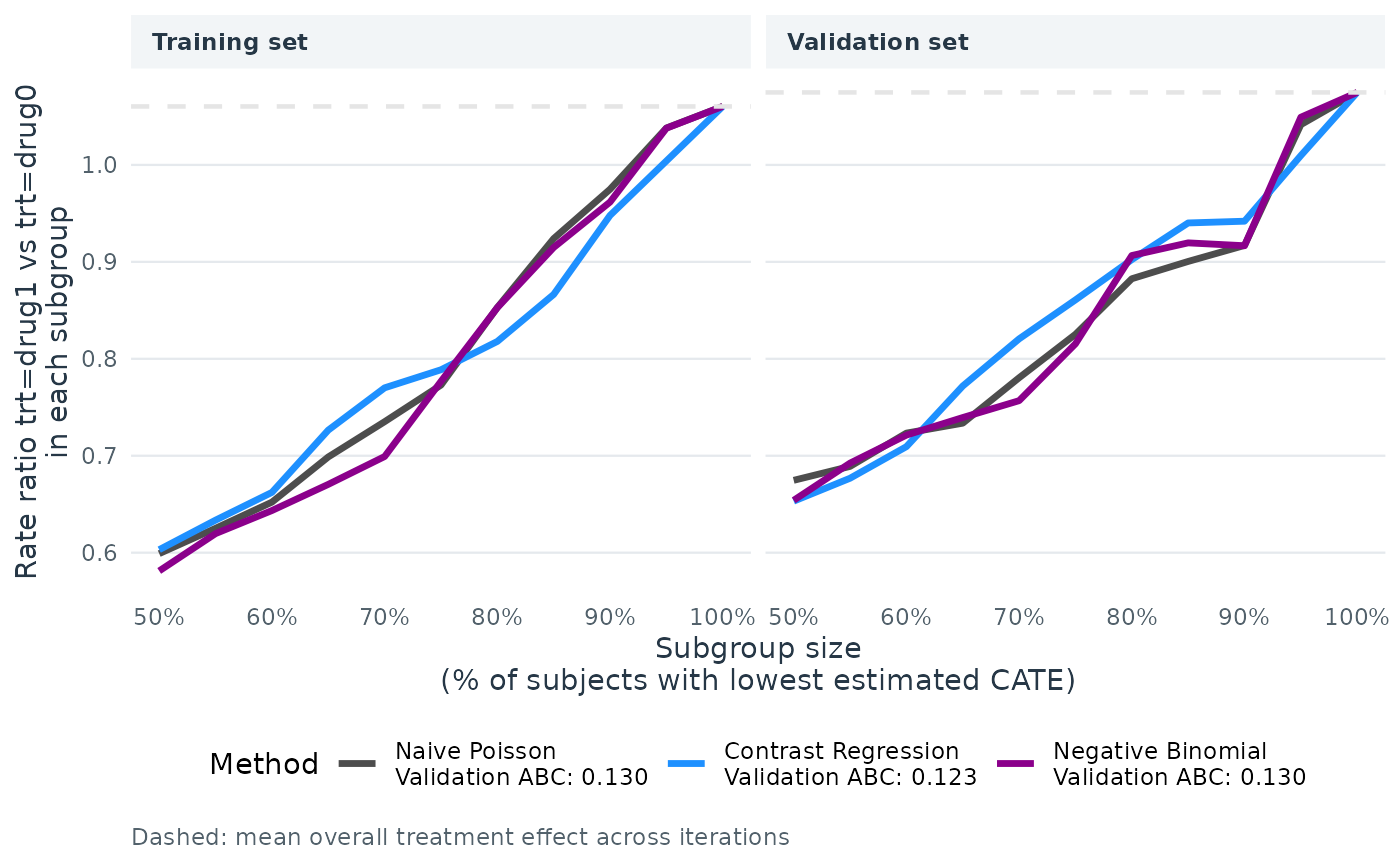 Training set
Validation set
Rate ratio trt=drug1 vs trt=drug0
in each subgroup
1.0
0.9
0.8
0.7
0.6
50% 60% 70% 80% 90% 100%
50% 60% 70% 80% 90% 100%
Subgroup size
(% of subjects with lowest estimated CATE)
Method
Naive Poisson
Validation ABC: 0.130
Contrast Regression
Validation ABC: 0.123
Negative Binomial
Validation ABC: 0.130
Dashed: mean overall treatment effect across iterations